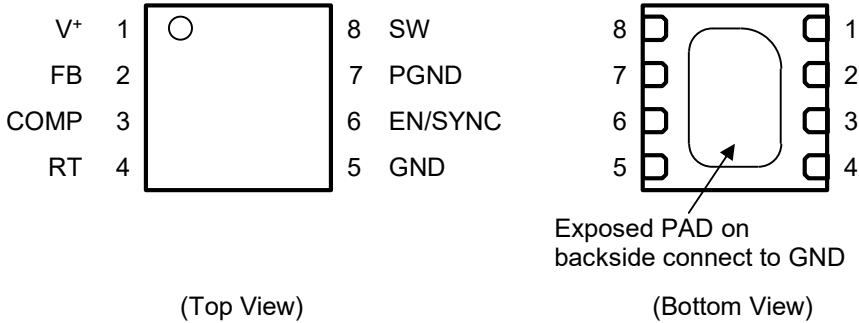 V+ 1 8 SW 8 1
FB 2 7 PGND 7 2
COMP 3 6 EN/SYNC 6 3
RT 4 5 GND 5 4
Exposed PAD on
backside connect to GND
(Top View) (Bottom View)